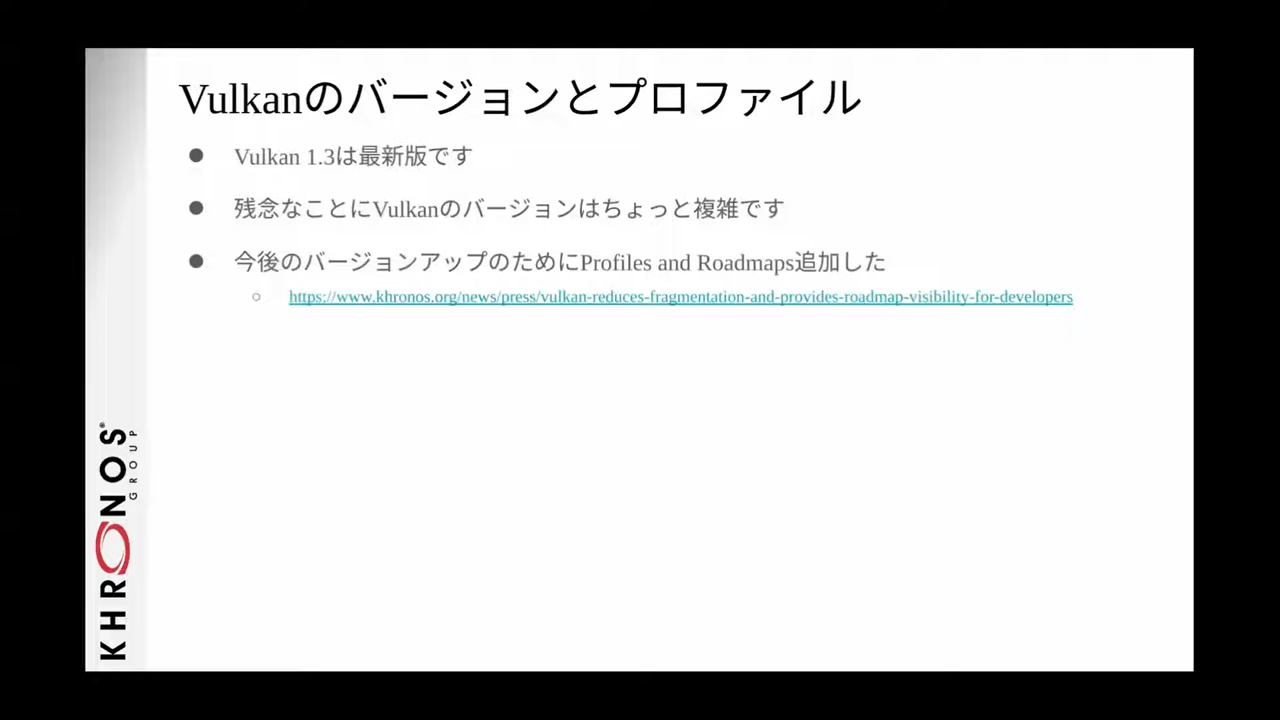 Vulkanのバージョンとプロファイル
Vulkan 1.3は最新版です
残念なことにVulkanのバージョンはちょっと複雑です
今後のバージョンアップのためにProfiles and Roadmaps追加した
https://www.khronos.org/news/press/vulkan-reduces-fragmentation-and-provides-roadmap-visibility-for-developers
KHRONOS®
GROUP